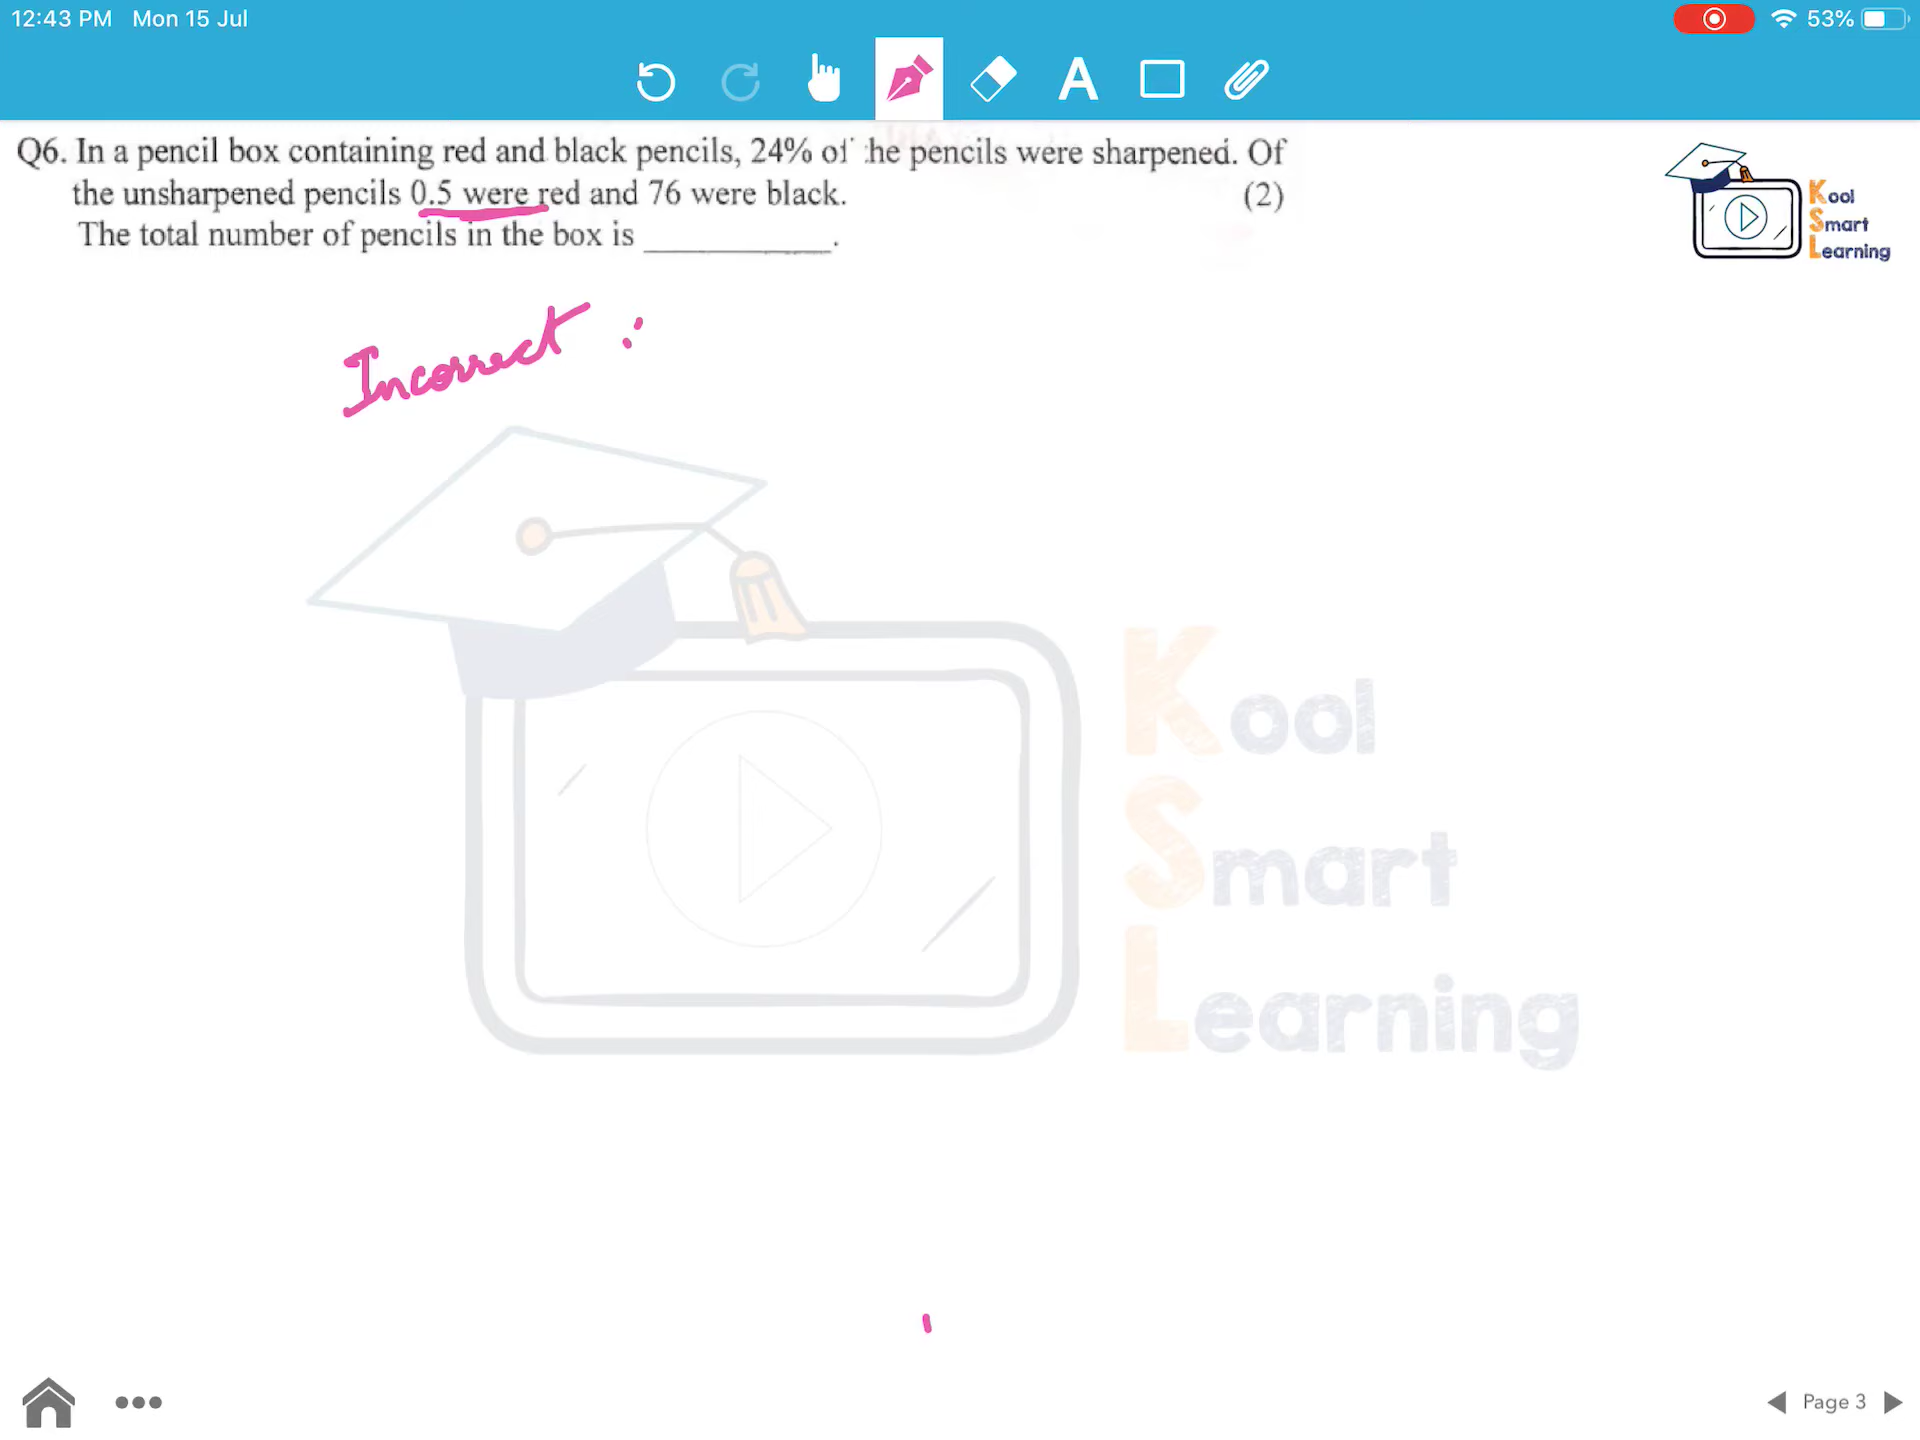 12:43 PM Mon 15 Jul
53%
A
Q6. In a pencil box containing red and black pencils, 24% of the pencils were sharpened. Of
the unsharpened pencils 0.5 were red and 76 were black. (2)
The total number of pencils in the box is ____________.
Kool
Smart
Learning
Incorrect :
Kool
Smart
Learning
Page 3